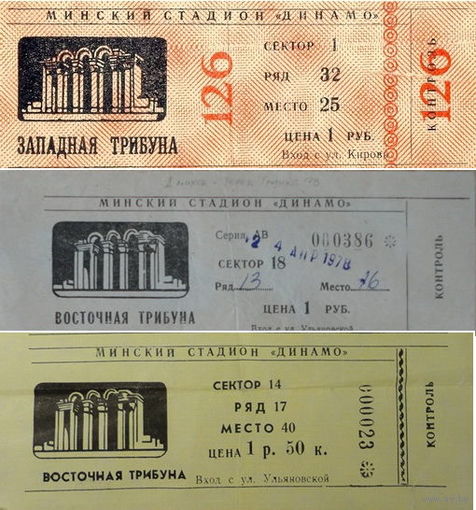 МИНСКИЙ СТАДИОН «ДИНАМО»
ЗАПАДНАЯ ТРИБУНА
126
СЕКТОР 1
РЯД 32
МЕСТО 25
ЦЕНА 1 РУБ.
Вход с ул. Кирова
КОНТРОЛЬ
126
МИНСКИЙ СТАДИОН «ДИНАМО»
ВОСТОЧНАЯ ТРИБУНА
Серия АВ
000386
2 4 АПР 1978
СЕКТОР 18
Ряд 13 Место 16
ЦЕНА 1 РУБ.
Вход с ул. Ульяновской
КОНТРОЛЬ
МИНСКИЙ СТАДИОН «ДИНАМО»
ВОСТОЧНАЯ ТРИБУНА
СЕКТОР 14
РЯД 17
МЕСТО 40
ЦЕНА 1 р. 50 к.
Вход с ул. Ульяновской
000023
КОНТРОЛЬ